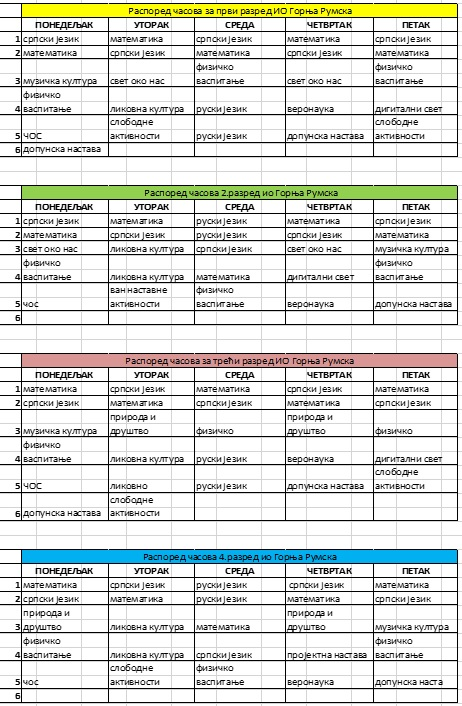 Распоред часова за први разред ИО Горња Румска
ПОНЕДЕЉАК УТОРАК СРЕДА ЧЕТВРТАК ПЕТАК
1 српски језик математика српски језик математика српски језик
2 математика српски језик математика српски језик математика
физичко физичко
3 музичка култура свет око нас васпитање свет око нас васпитање
физичко
4 васпитање ликовна култура руски језик веронаука дигитални свет
слободне слободне
5 ЧОС активности руски језик допунска настава активности
6 допунска настава
Распоред часова 2.разред ио Горња Румска
ПОНЕДЕЉАК УТОРАК СРЕДА ЧЕТВРТАК ПЕТАК
1 српски језик математика руски језик математика српски језик
2 математика српски језик руски језик српски језик математика
3 свет око нас ликовна култура српски језик свет око нас музичка култура
физичко физичко
4 васпитање ликовна култура математика дигитални свет васпитање
ван наставне физичко
5 чос активности васпитање веронаука допунска настава
6
Распоред часова за трећи разред ИО Горња Румска
ПОНЕДЕЉАК УТОРАК СРЕДА ЧЕТВРТАК ПЕТАК
1 математика српски језик математика српски језик математика
2 српски језик математика српски језик математика српски језик
природа и природа и
3 музичка култура друштво физичко друштво физичко
физичко
4 васпитање ликовна култура руски језик веронаука дигитални свет
слободне
5 ЧОС ликовно руски језик допунска настава активности
слободне
6 допунска настава активности
Распоред часова 4.разред ио Горња Румска
ПОНЕДЕЉАК УТОРАК СРЕДА ЧЕТВРТАК ПЕТАК
1 математика српски језик руски језик српски језик математика
2 српски језик математика руски језик математика српски језик
природа и природа и
3 друштво ликовна култура математика друштво музичка култура
физичко физичко
4 васпитање ликовна култура српски језик пројектна настава васпитање
слободне физичко
5 чос активности васпитање веронаука допунска наста
6